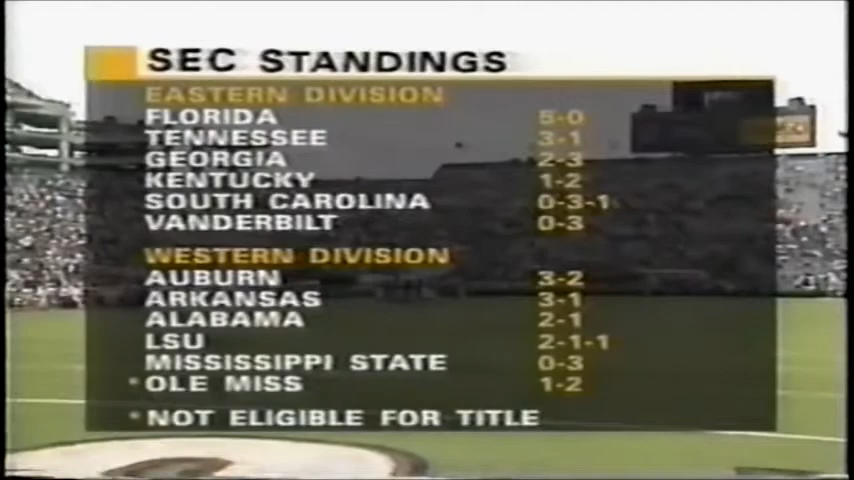 SEC STANDINGS
EASTERN DIVISION
FLORIDA 5-0
TENNESSEE 3-1
GEORGIA 2-3
KENTUCKY 1-2
SOUTH CAROLINA 0-3-1
VANDERBILT 0-3
WESTERN DIVISION
AUBURN 3-2
ARKANSAS 3-1
ALABAMA 2-1
LSU 2-1-1
MISSISSIPPI STATE 0-3
*OLE MISS 1-2
*NOT ELIGIBLE FOR TITLE